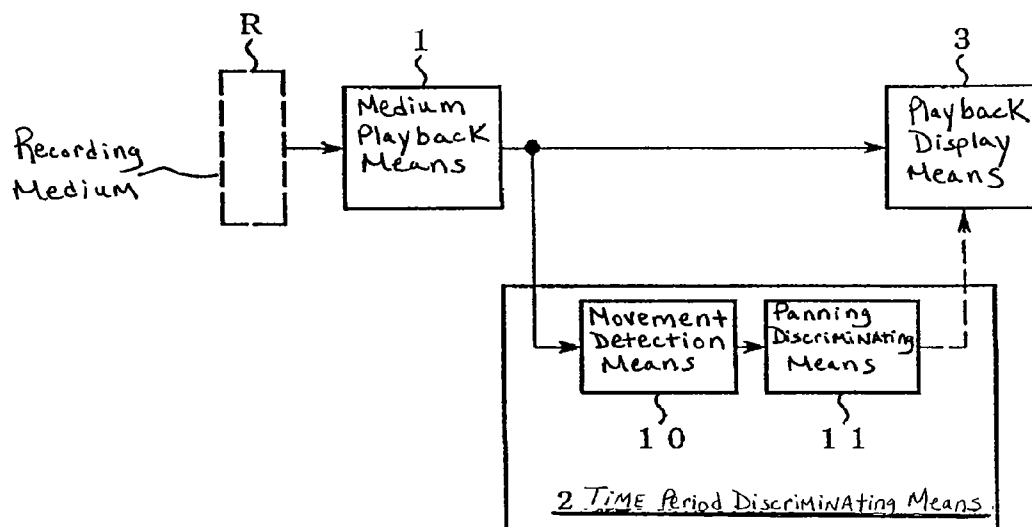 R
1
3
Recording
Medium
Medium
Playback
Means
Playback
Display
Means
Movement
Detection
Means
Panning
Discriminating
Means
10
11
2 Time Period Discriminating Means